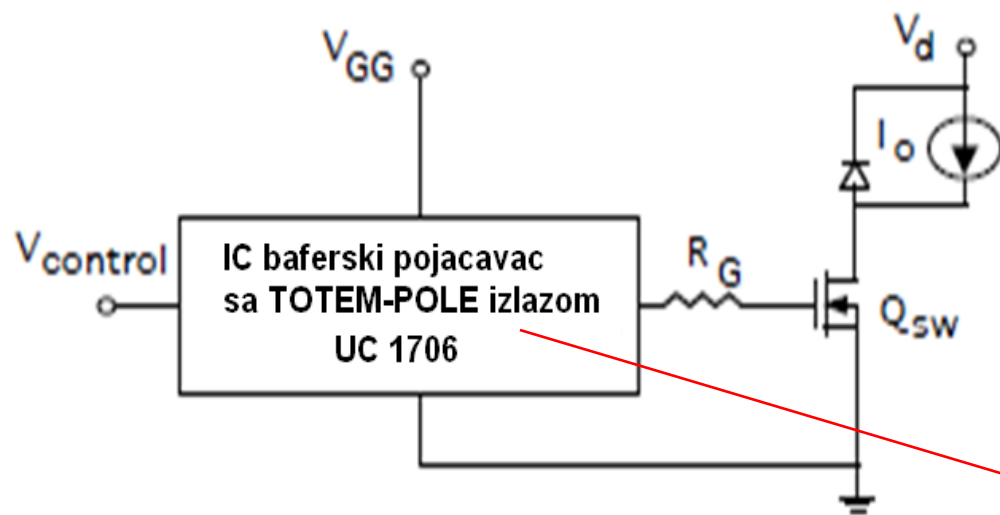 V_GG
V_d
I_o
V_control
IC baferski pojacavac
sa TOTEM-POLE izlazom
UC 1706
R_G
Q_SW